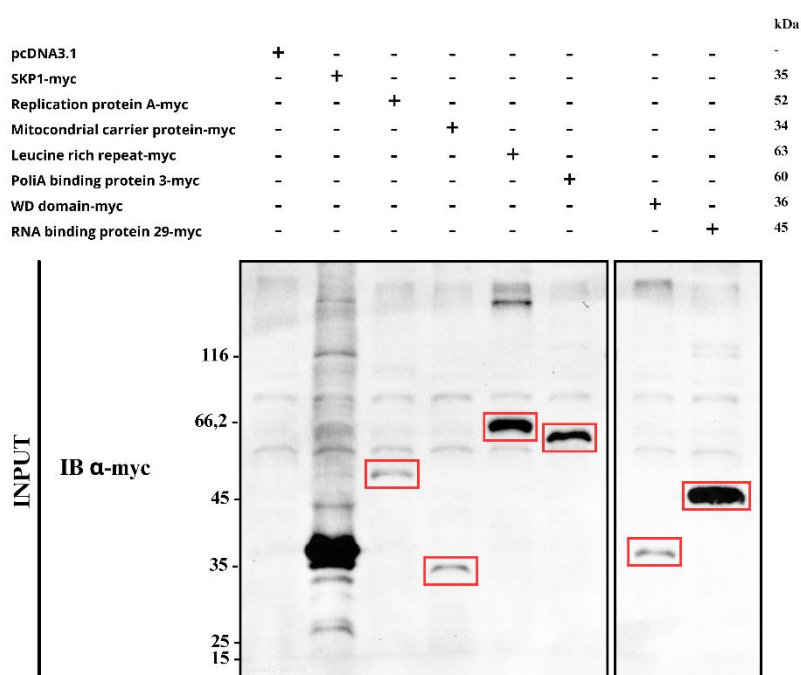 kDa
pcDNA3.1 + - - - - - - - -
SKP1-myc - + - - - - - - 35
Replication protein A-myc - - + - - - - - 52
Mitocondrial carrier protein-myc - - - + - - - - 34
Leucine rich repeat-myc - - - - + - - - 63
PoliA binding protein 3-myc - - - - - + - - 60
WD domain-myc - - - - - - + - 36
RNA binding protein 29-myc - - - - - - - + 45
116 -
66,2 -
INPUT
IB α-myc
45 -
35 -
25 -
15 -